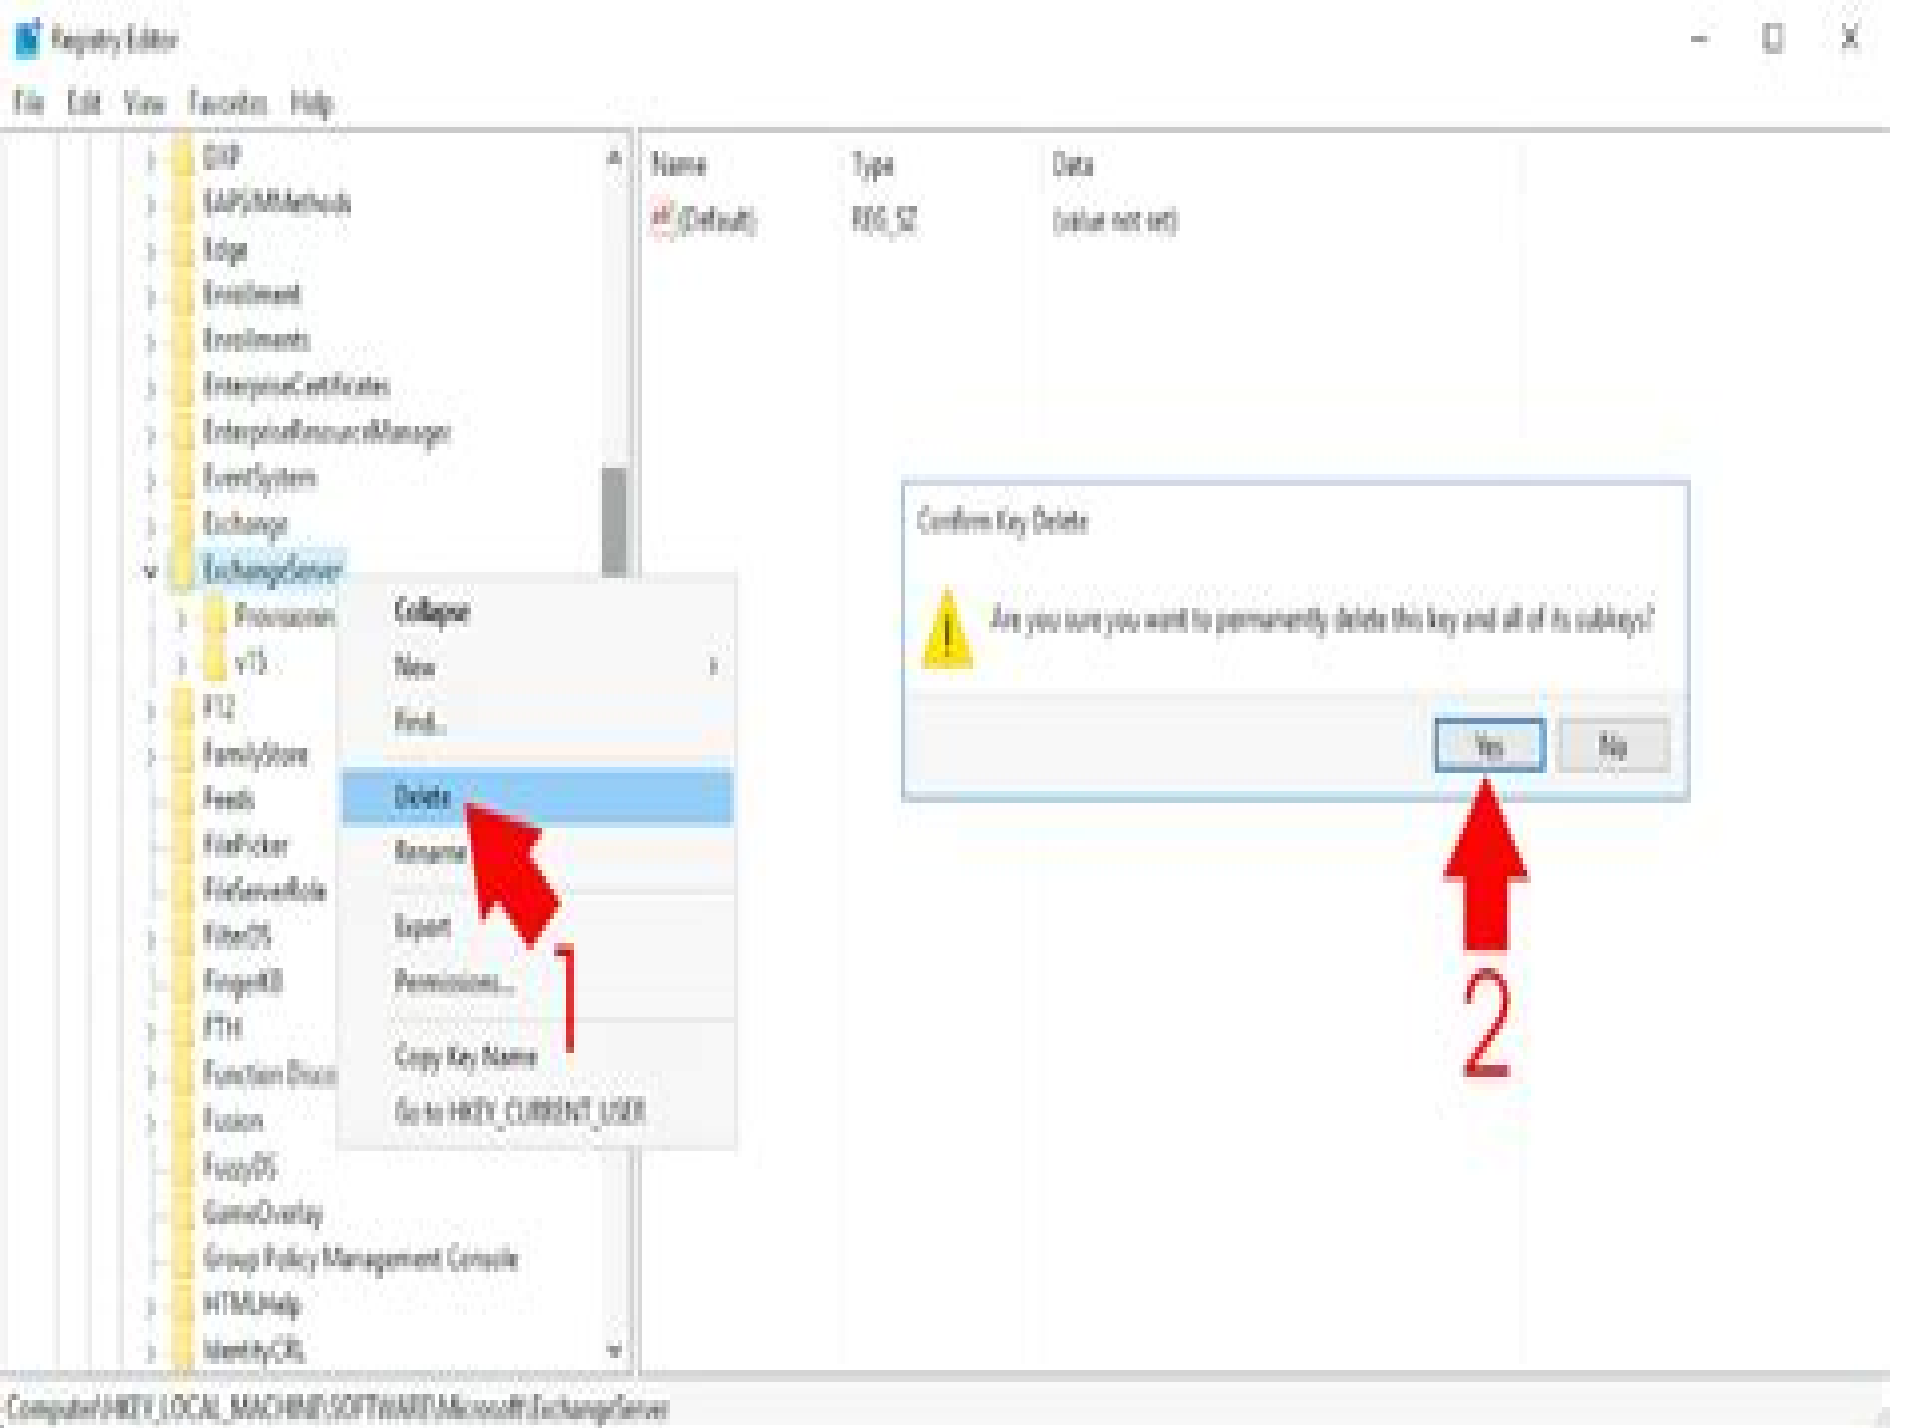 Registry Editor
File Edit View Favorites Help
DXP
EAPSIMMethods
Edge
Enrollment
Enrollments
EnterpriseCertificates
EnterpriseResourceManager
EventSystem
Exchange
ExchangeServer
v15
F12
FamilyStore
Feeds
FilePicker
FileServerRole
FilterDS
FingerKB
FTH
Function Disco
Fusion
FuzzyDS
GameOverlay
Group Policy Management Console
HTMLHelp
IdentityCRL
Collapse
New
Find...
Delete
Rename
Export
Permissions...
Copy Key Name
Go to HKEY_CURRENT_USER
1
Name Type Data
ab (Default) REG_SZ (value not set)
Confirm Key Delete
Are you sure you want to permanently delete this key and all of its subkeys?
Yes No
2
Computer\HKEY_LOCAL_MACHINE\SOFTWARE\Microsoft\ExchangeServer